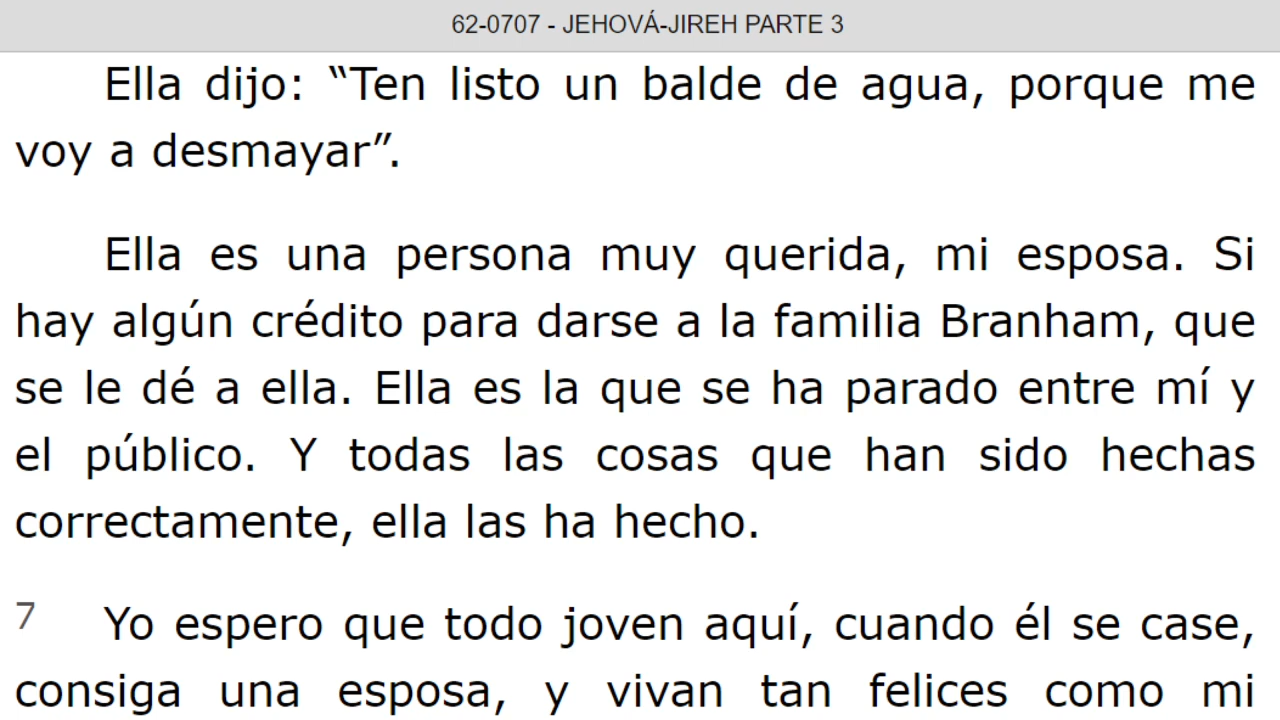 62-0707 - JEHOVÁ-JIREH PARTE 3
Ella dijo: “Ten listo un balde de agua, porque me
voy a desmayar”.
Ella es una persona muy querida, mi esposa. Si
hay algún crédito para darse a la familia Branham, que
se le dé a ella. Ella es la que se ha parado entre mí y
el público. Y todas las cosas que han sido hechas
correctamente, ella las ha hecho.
7 Yo espero que todo joven aquí, cuando él se case,
consiga una esposa, y vivan tan felices como mi